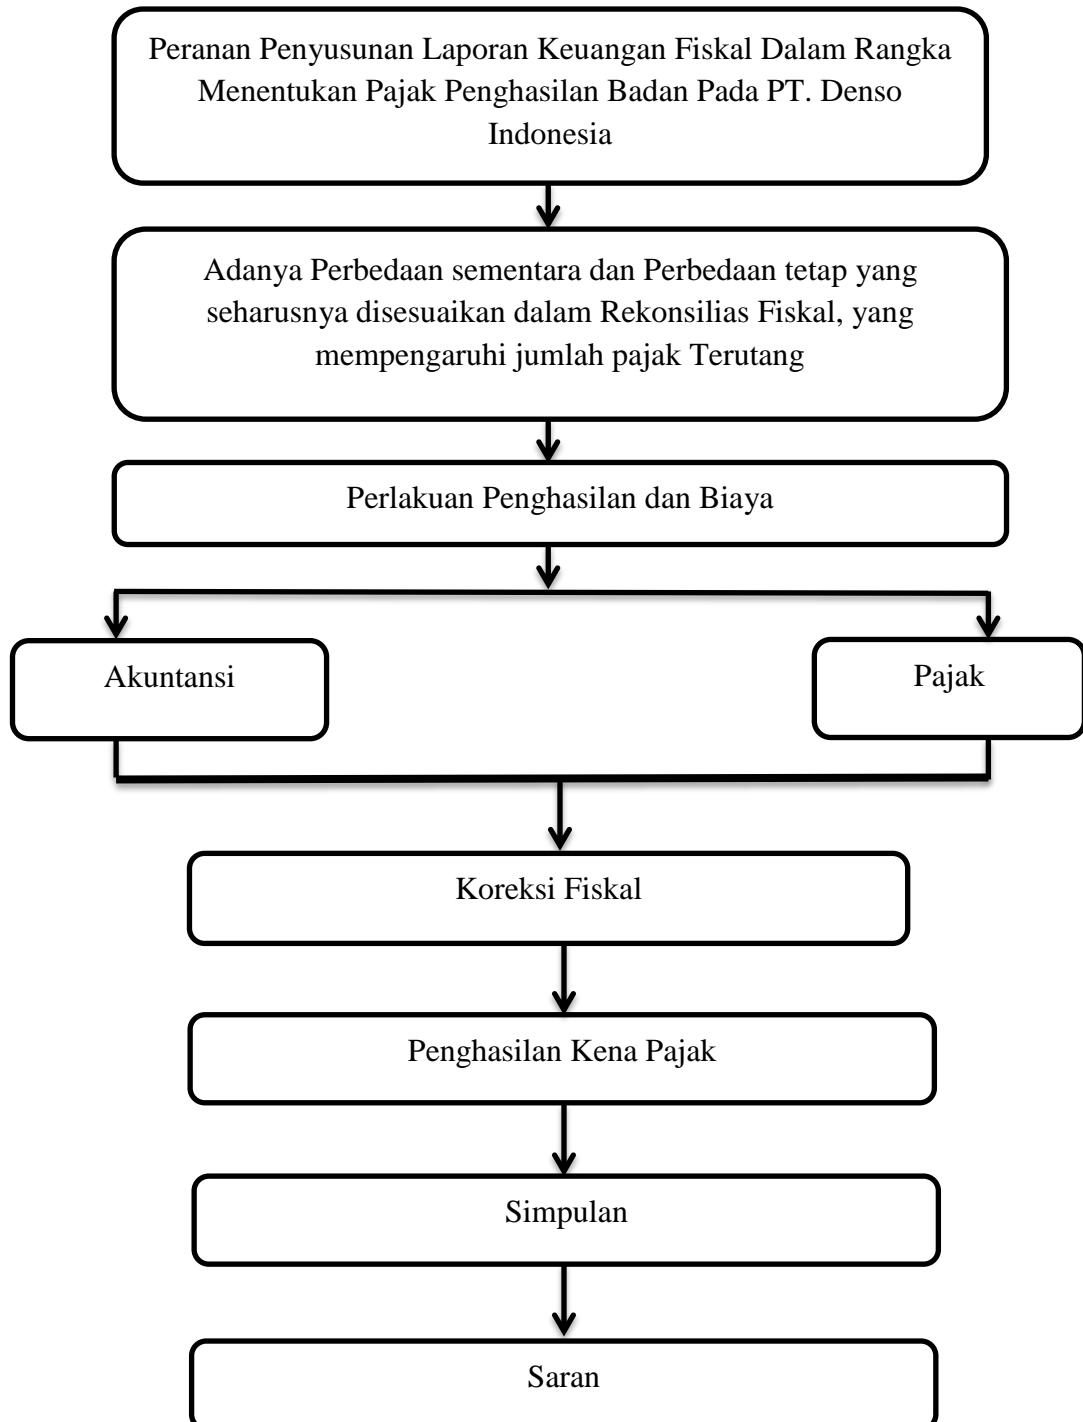 Peranan Penyusunan Laporan Keuangan Fiskal Dalam Rangka
Menentukan Pajak Penghasilan Badan Pada PT. Denso
Indonesia
Adanya Perbedaan sementara dan Perbedaan tetap yang
seharusnya disesuaikan dalam Rekonsilias Fiskal, yang
mempengaruhi jumlah pajak Terutang
Perlakuan Penghasilan dan Biaya
Akuntansi
Pajak
Koreksi Fiskal
Penghasilan Kena Pajak
Simpulan
Saran